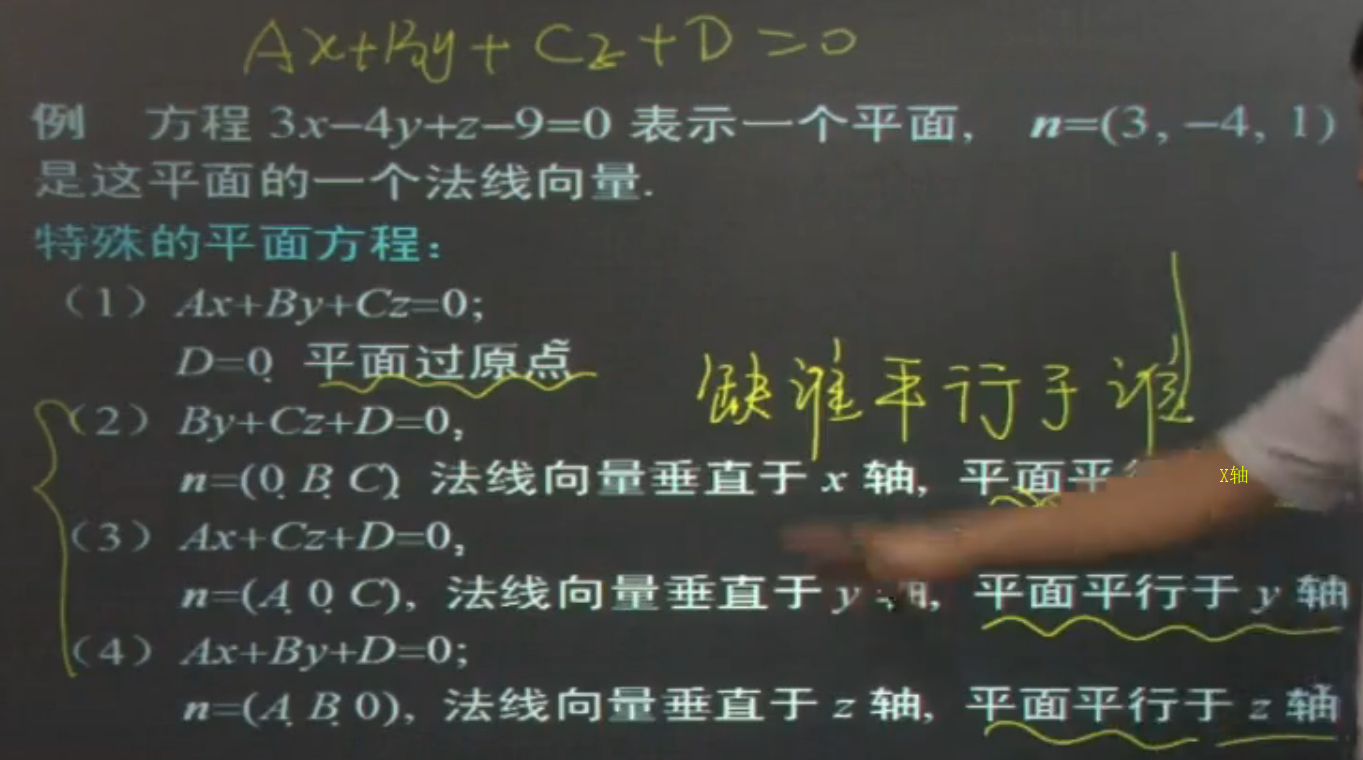 Ax+By+Cz+D=0
例 方程 3x−4y+z−9=0 表示一个平面, n=(3, −4, 1)
是这平面的一个法线向量.
特殊的平面方程:
(1) Ax+By+Cz=0;
D=0, 平面过原点
缺谁平行于谁
(2) By+Cz+D=0,
n=(0, B, C), 法线向量垂直于 x 轴, 平面平 X轴
(3) Ax+Cz+D=0,
n=(A, 0, C), 法线向量垂直于 y 轴, 平面平行于 y 轴
(4) Ax+By+D=0;
n=(A, B, 0), 法线向量垂直于 z 轴, 平面平行于 z 轴